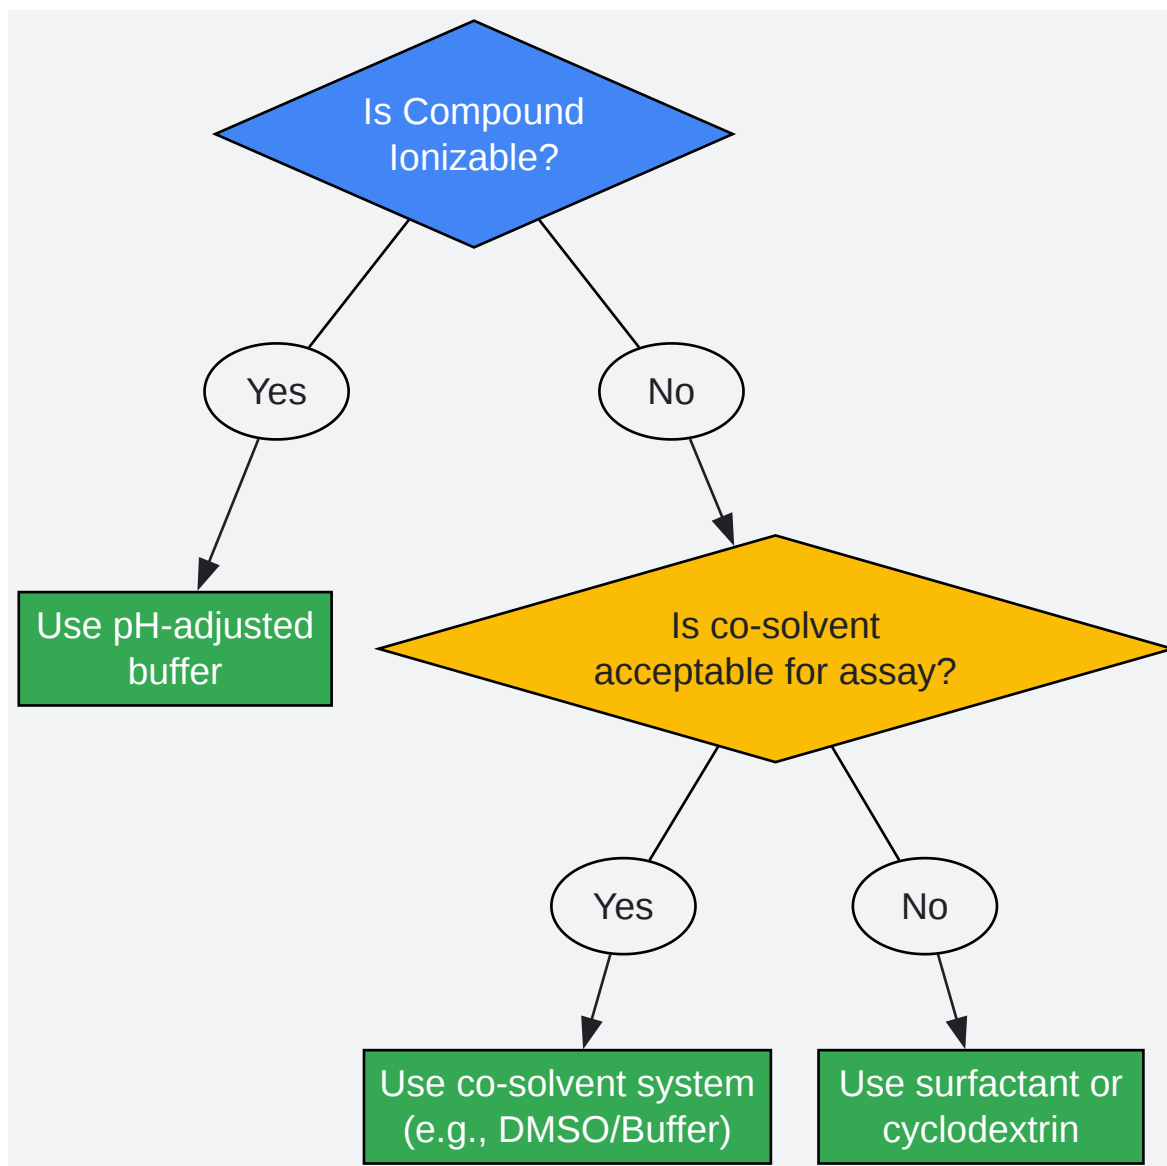 Is Compound
Ionizable?
Yes
No
Use pH-adjusted
buffer
Is co-solvent
acceptable for assay?
Yes
No
Use co-solvent system
(e.g., DMSO/Buffer)
Use surfactant or
cyclodextrin